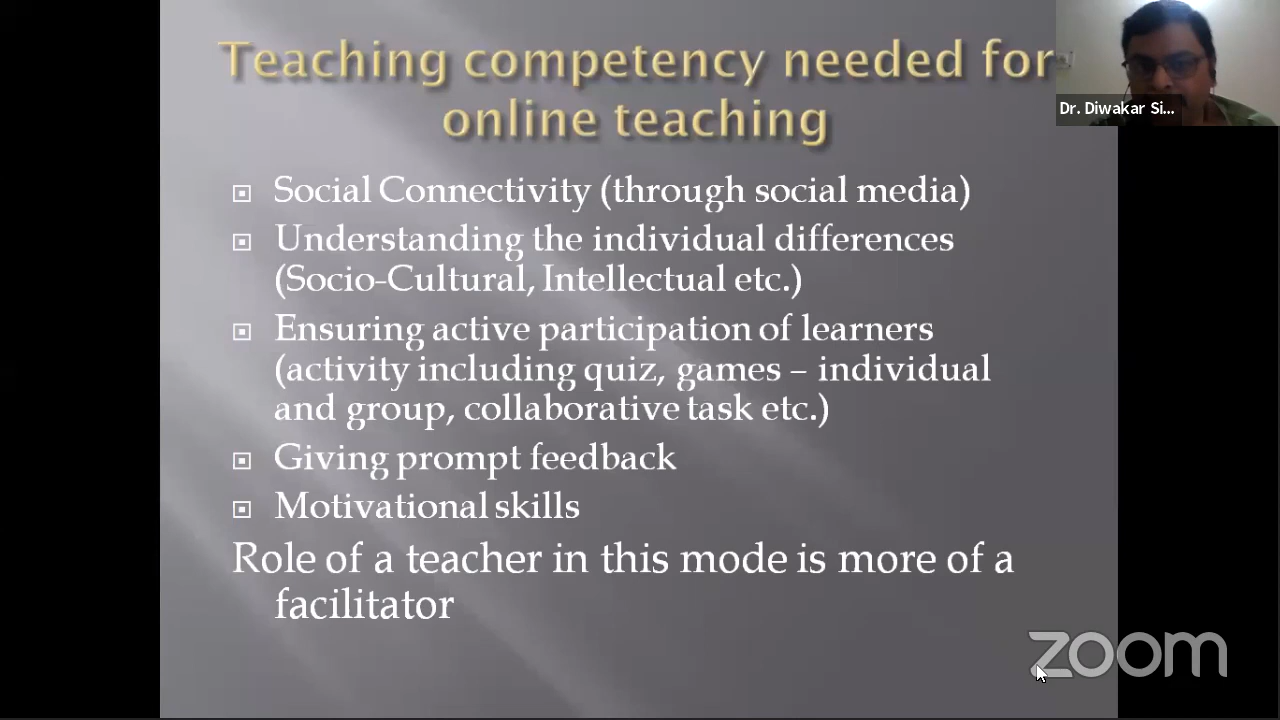 Teaching competency needed for
online teaching
Dr. Diwakar Si...
Social Connectivity (through social media)
Understanding the individual differences
(Socio-Cultural, Intellectual etc.)
Ensuring active participation of learners
(activity including quiz, games – individual
and group, collaborative task etc.)
Giving prompt feedback
Motivational skills
Role of a teacher in this mode is more of a
facilitator
zoom